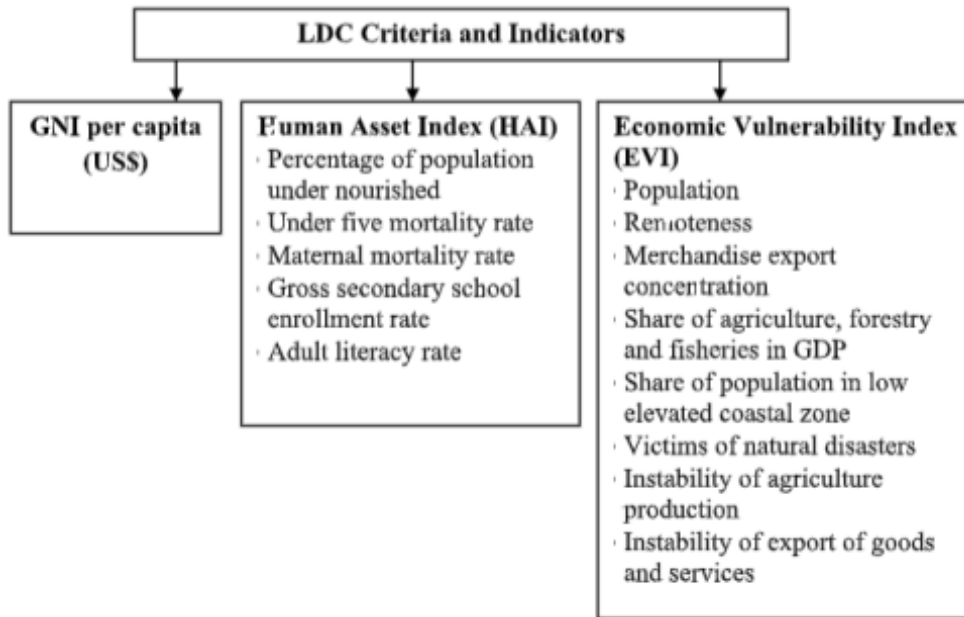 LDC Criteria and Indicators
GNI per capita
(US$)
Human Asset Index (HAI)
· Percentage of population
under nourished
· Under five mortality rate
· Maternal mortality rate
· Gross secondary school
enrollment rate
· Adult literacy rate
Economic Vulnerability Index
(EVI)
· Population
· Remoteness
· Merchandise export
concentration
· Share of agriculture, forestry
and fisheries in GDP
· Share of population in low
elevated coastal zone
· Victims of natural disasters
· Instability of agriculture
production
· Instability of export of goods
and services